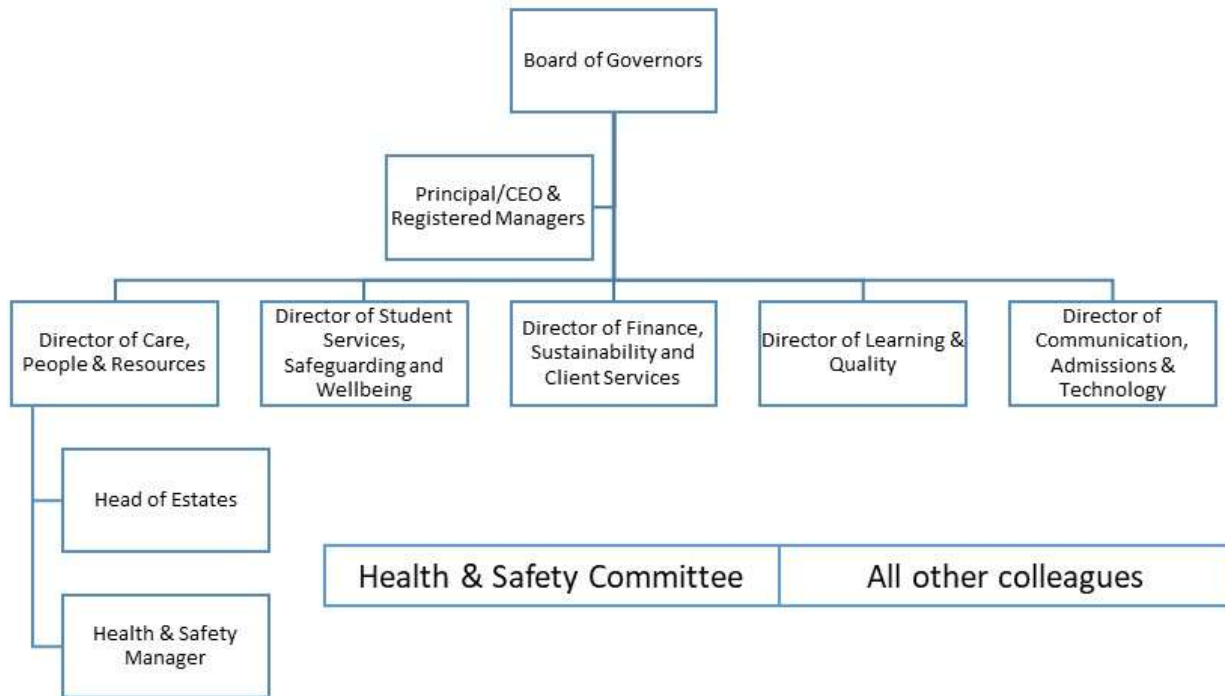 Board of Governors
Principal/CEO &
Registered Managers
Director of Care,
People & Resources
Director of Student
Services,
Safeguarding and
Wellbeing
Director of Finance,
Sustainability and
Client Services
Director of Learning &
Quality
Director of
Communication,
Admissions &
Technology
Head of Estates
Health & Safety
Manager
Health & Safety Committee
All other colleagues